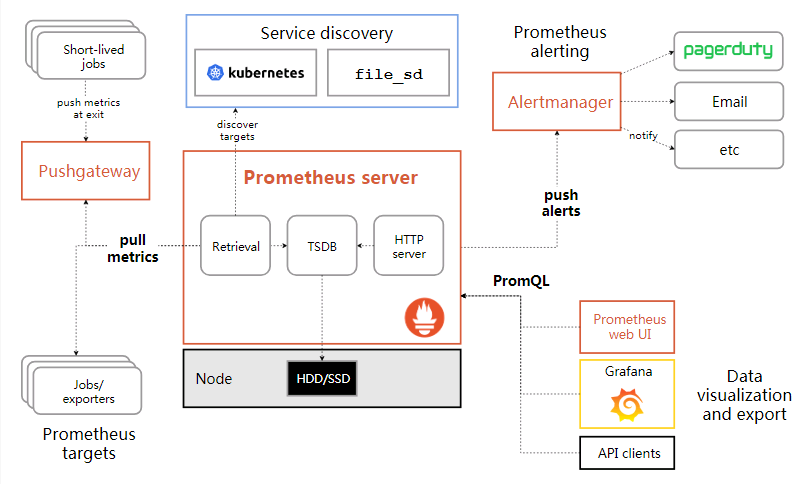 Short-lived
jobs
push metrics
at exit
Pushgateway
Service discovery
kubernetes
file_sd
discover
targets
Prometheus
alerting
Alertmanager
pagerduty
Email
notify
etc
Prometheus server
Retrieval
TSDB
HTTP
server
pull
metrics
push
alerts
PromQL
Node
HDD/SSD
Jobs/
exporters
Prometheus
targets
Prometheus
web UI
Grafana
API clients
Data
visualization
and export